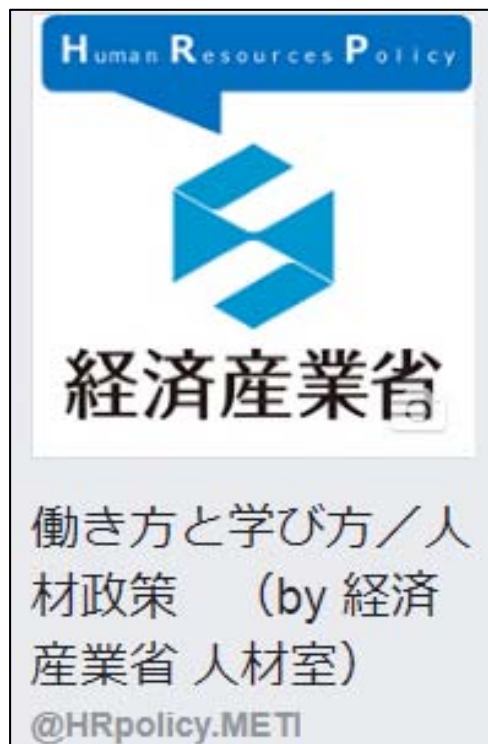 Human Resources Policy
経済産業省
働き方と学び方／人
材政策　（by 経済
産業省 人材室）
@HRpolicy.METI